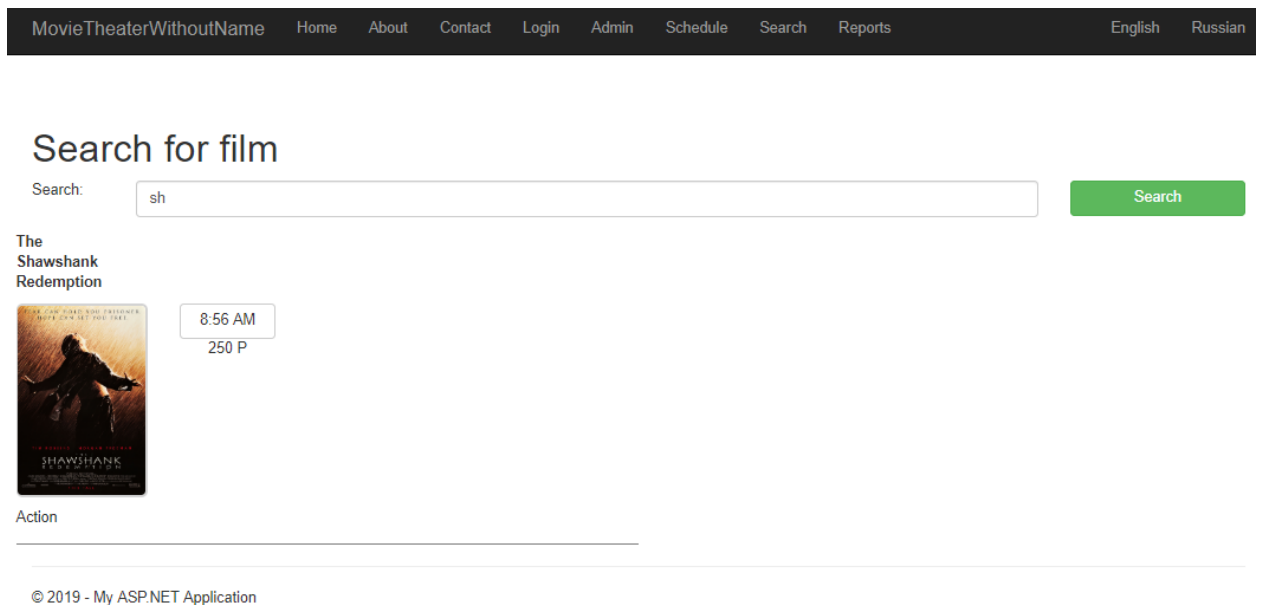 MovieTheaterWithoutName Home About Contact Login Admin Schedule Search Reports English Russian
Search for film
Search: sh Search
The
Shawshank
Redemption
8:56 AM
250 P
SHAWSHANK
REDEMPTION
Action
© 2019 - My ASP.NET Application